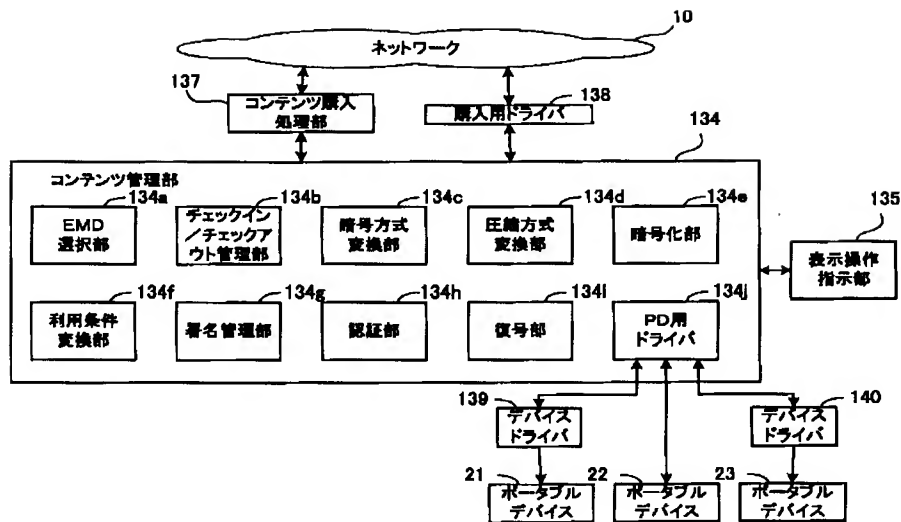 10
ネットワーク
137
コンテンツ購入
処理部
138
購入用ドライバ
134
コンテンツ管理部
134a
EMD
選択部
134b
チェックイン
/チェックア
ウト管理部
134c
暗号方式
変換部
134d
圧縮方式
変換部
134e
暗号化部
135
表示操作
指示部
134f
利用条件
変換部
134g
署名管理部
134h
認証部
134i
復号部
134j
PD用
ドライバ
139
デバイス
ドライバ
140
デバイス
ドライバ
21
ポータブル
デバイス
22
ポータブル
デバイス
23
ポータブル
デバイス